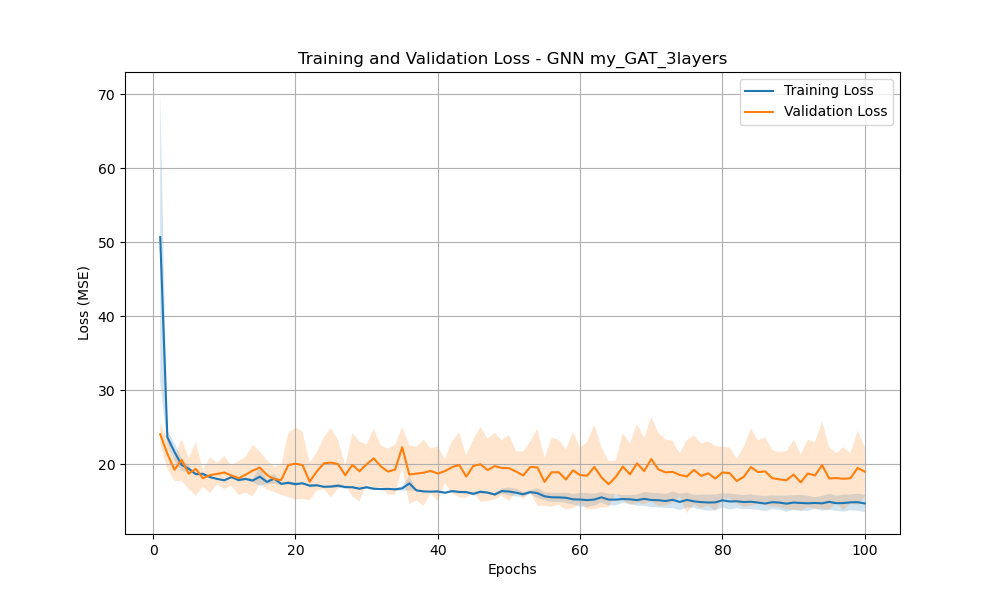 Training and Validation Loss - GNN my_GAT_3layers
Training Loss
Validation Loss
70
60
50
40
30
20
Loss (MSE)
0
20
40
60
80
100
Epochs